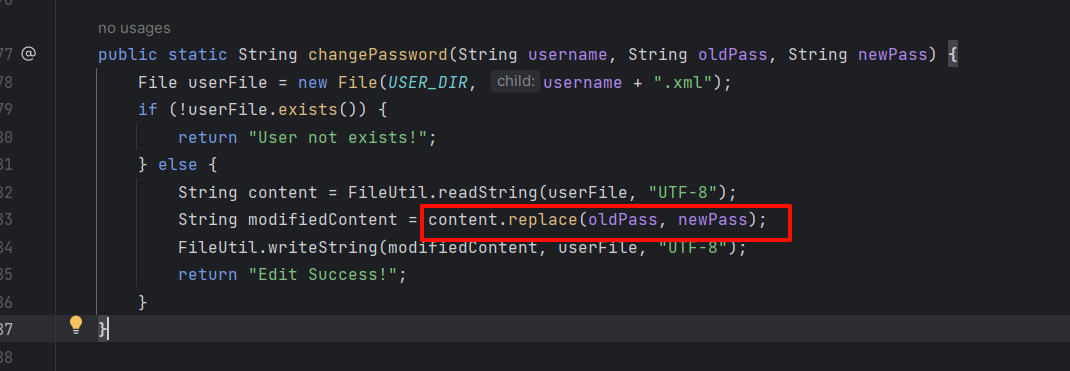 no usages
77 @ public static String changePassword(String username, String oldPass, String newPass) {
78 File userFile = new File(USER_DIR, child: username + ".xml");
79 if (!userFile.exists()) {
80 return "User not exists!";
81 } else {
82 String content = FileUtil.readString(userFile, "UTF-8");
83 String modifiedContent = content.replace(oldPass, newPass);
84 FileUtil.writeString(modifiedContent, userFile, "UTF-8");
85 return "Edit Success!";
86 }
87 }
88